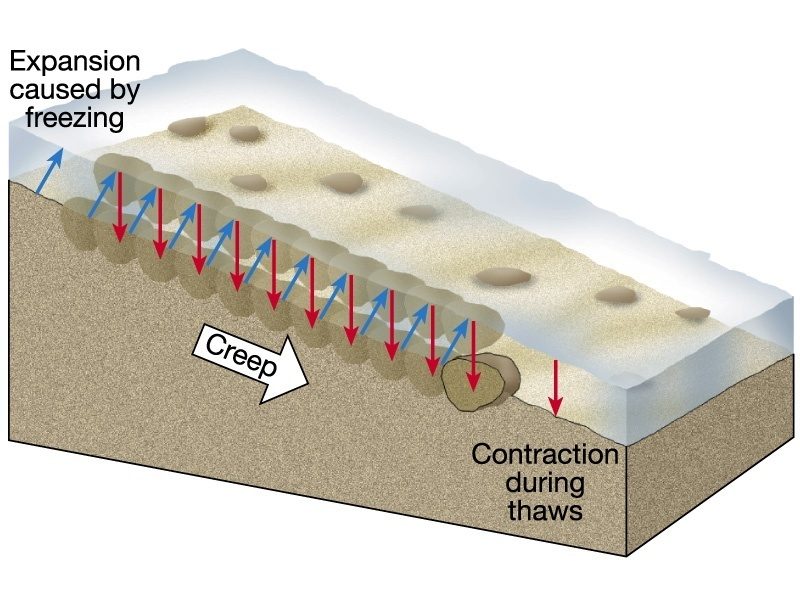 Expansion
caused by
freezing
Creep
Contraction
during
thaws